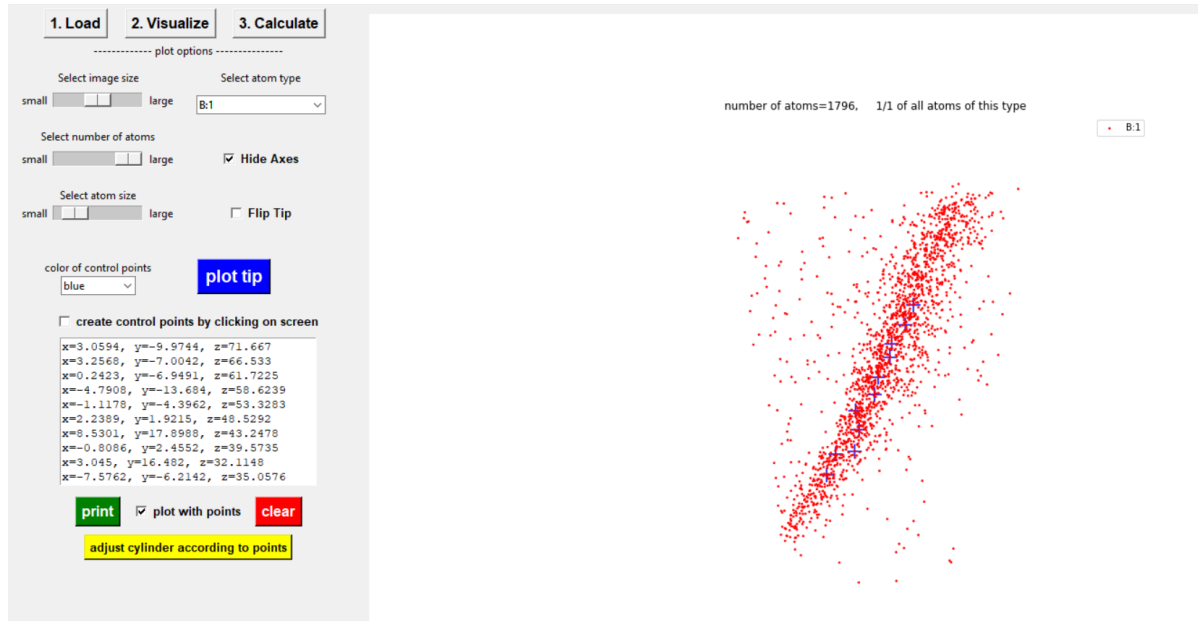 1. Load 2. Visualize 3. Calculate
------------- plot options ---------------
Select image size Select atom type
small large B:1
Select number of atoms
small large Hide Axes
Select atom size
small large Flip Tip
color of control points
blue plot tip
create control points by clicking on screen
x=3.0594, y=-9.9744, z=71.667
x=3.2568, y=-7.0042, z=66.533
x=0.2423, y=-6.9491, z=61.7225
x=-4.7908, y=-13.684, z=58.6239
x=-1.1178, y=-4.3962, z=53.3283
x=2.2389, y=1.9215, z=48.5292
x=8.5301, y=17.8988, z=43.2478
x=-0.8086, y=2.4552, z=39.5735
x=3.045, y=16.482, z=32.1148
x=-7.5762, y=-6.2142, z=35.0576
print plot with points clear
adjust cylinder according to points
number of atoms=1796, 1/1 of all atoms of this type
B:1